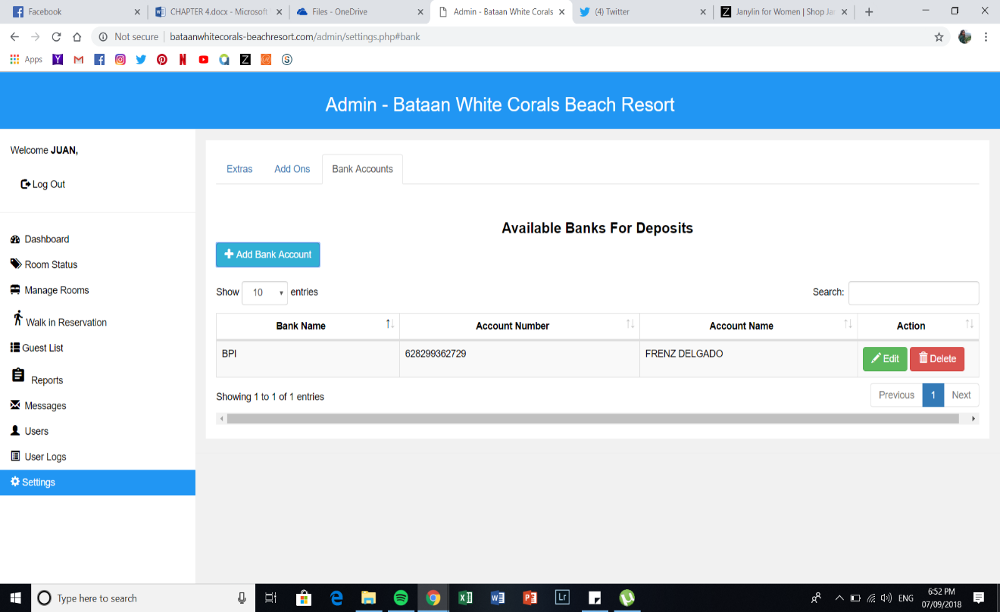 Facebook
CHAPTER 4.docx - Microsoft
Files - OneDrive
Admin - Bataan White Corals
(4) Twitter
Janylin for Women | Shop Jan
Not secure | bataanwhitecorals-beachresort.com/admin/settings.php#bank
Apps
Admin - Bataan White Corals Beach Resort
Welcome JUAN,
Log Out
Dashboard
Room Status
Manage Rooms
Walk in Reservation
Guest List
Reports
Messages
Users
User Logs
Settings
Extras Add Ons Bank Accounts
Available Banks For Deposits
Add Bank Account
Show 10 entries
Search:
Bank Name Account Number Account Name Action
BPI 628299362729 FRENZ DELGADO Edit Delete
Showing 1 to 1 of 1 entries
Previous 1 Next
Type here to search
ENG
6:52 PM
07/09/2018